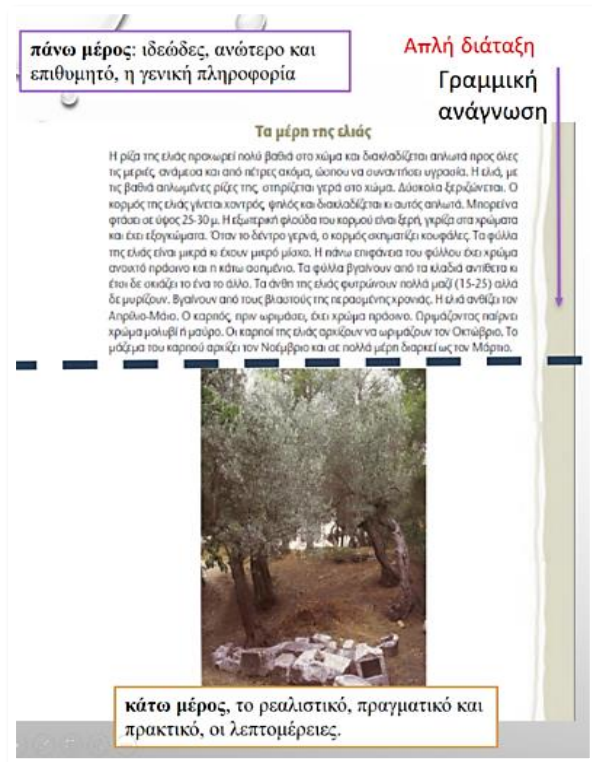 πάνω μέρος: ιδεώδες, ανώτερο και
επιθυμητό, η γενική πληροφορία
Απλή διάταξη
Γραμμική
ανάγνωση
Τα μέρη της ελιάς
Η ρίζα της ελιάς προχωρεί πολύ βαθιά στο χώμα και διακλαδίζεται απλωτά προς όλες
τις μεριές, ανάμεσα και από πέτρες ακόμα, ώσπου να συναντήσει υγρασία. Η ελιά, με
τις βαθιά απλωμένες ρίζες της, στηρίζεται γερά στο χώμα. Δύσκολα ξεριζώνεται. Ο
κορμός της ελιάς γίνεται χοντρός, ψηλός και διακλαδίζεται κι αυτός απλωτά. Μπορεί να
φτάσει σε ύψος 25-30 μ. Η εξωτερική φλούδα του κορμού είναι ξερή, γκρίζα στα χρώματα
και έχει εξογκώματα. Όταν το δέντρο γερνά, ο κορμός σχηματίζει κουφάλες. Τα φύλλα
της ελιάς είναι μικρά κι έχουν μικρό μίσχο. Η πάνω επιφάνεια του φύλλου έχει χρώμα
ανοιχτό πράσινο και η κάτω ασημένιο. Τα φύλλα βγαίνουν από τα κλαδιά αντίθετα κι
έτσι δε σκιάζει το ένα το άλλο. Τα άνθη της ελιάς φυτρώνουν πολλά μαζί (15-25) αλλά
δε μυρίζουν. Βγαίνουν από τους βλαστούς της περασμένης χρονιάς. Η ελιά ανθίζει τον
Απρίλιο-Μάιο. Ο καρπός, πριν ωριμάσει, έχει χρώμα πράσινο. Ωριμάζοντας παίρνει
χρώμα μολυβί ή μαύρο. Οι καρποί της ελιάς αρχίζουν να ωριμάζουν τον Οκτώβριο. Το
μάζεμα του καρπού αρχίζει τον Νοέμβριο και σε πολλά μέρη διαρκεί ως τον Μάρτιο.
κάτω μέρος, το ρεαλιστικό, πραγματικό και
πρακτικό, οι λεπτομέρειες.